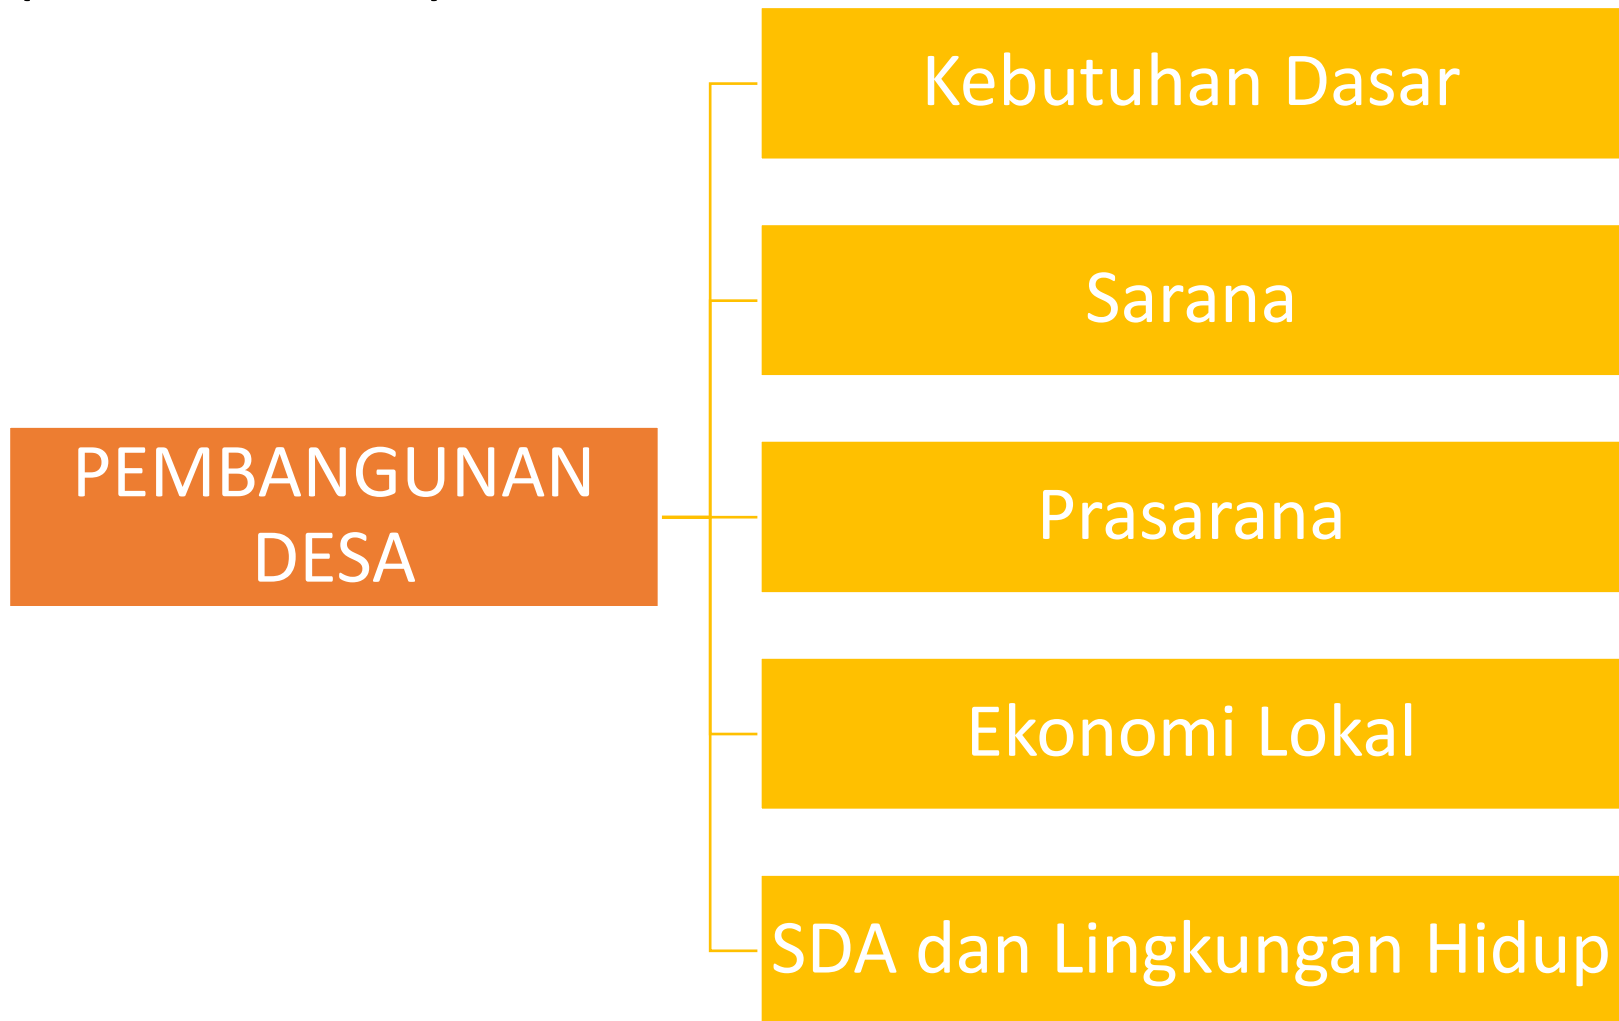 PEMBANGUNAN
DESA
Kebutuhan Dasar
Sarana
Prasarana
Ekonomi Lokal
SDA dan Lingkungan Hidup